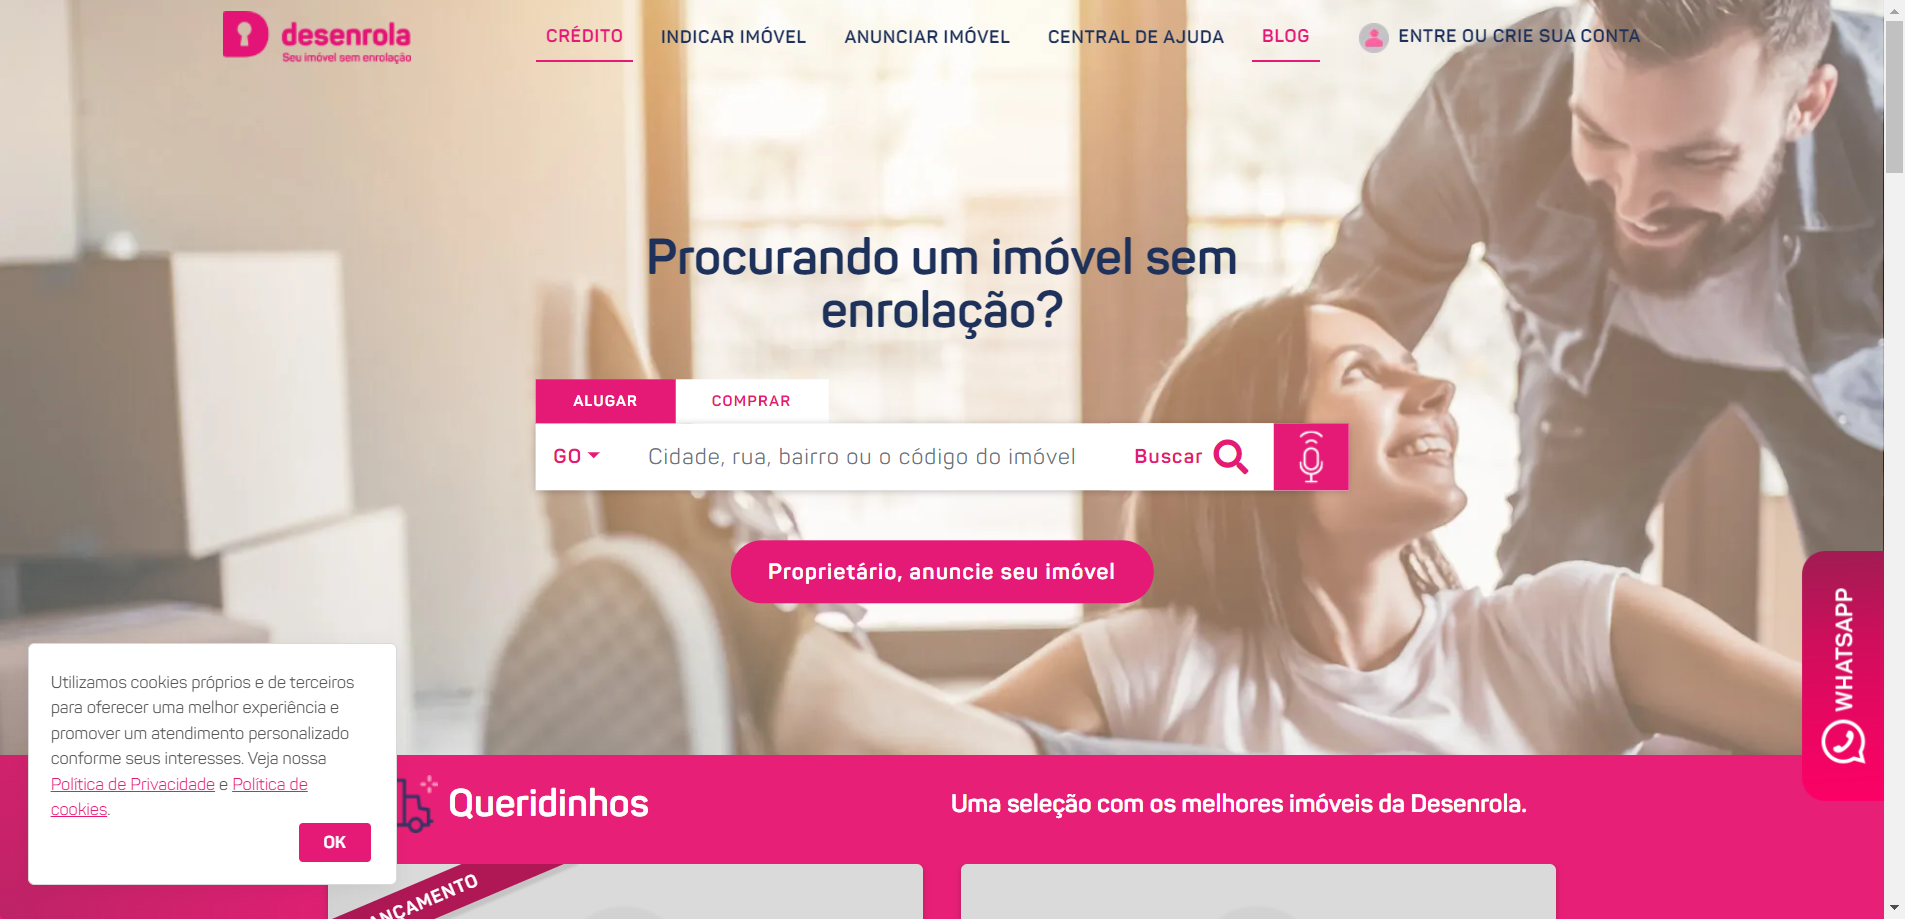 desenrola
Seu imóvel sem enrolação
CRÉDITO
INDICAR IMÓVEL
ANUNCIAR IMÓVEL
CENTRAL DE AJUDA
BLOG
ENTRE OU CRIE SUA CONTA
Procurando um imóvel sem
enrolação?
ALUGAR
COMPRAR
GO
Cidade, rua, bairro ou o código do imóvel
Buscar
Proprietário, anuncie seu imóvel
WHATSAPP
Utilizamos cookies próprios e de terceiros
para oferecer uma melhor experiência e
promover um atendimento personalizado
conforme seus interesses. Veja nossa
Política de Privacidade e Política de
cookies.
OK
Queridinhos
Uma seleção com os melhores imóveis da Desenrola.